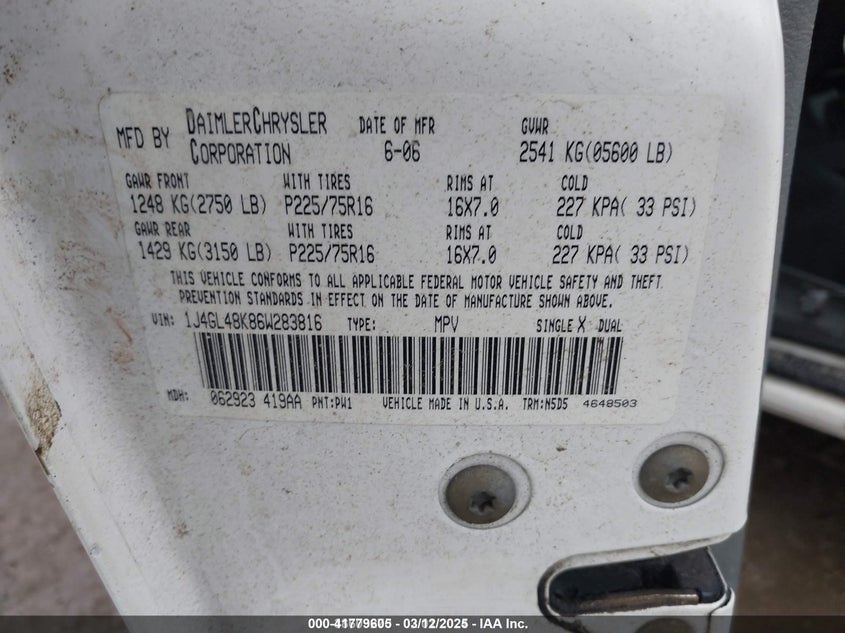 MFD BY DAIMLERCHRYSLER CORPORATION DATE OF MFR 6-06 GVWR 2541 KG(05600 LB)
GAWR FRONT WITH TIRES RIMS AT COLD
1248 KG(2750 LB) P225/75R16 16X7.0 227 KPA( 33 PSI)
GAWR REAR WITH TIRES RIMS AT COLD
1429 KG(3150 LB) P225/75R16 16X7.0 227 KPA( 33 PSI)
THIS VEHICLE CONFORMS TO ALL APPLICABLE FEDERAL MOTOR VEHICLE SAFETY AND THEFT
PREVENTION STANDARDS IN EFFECT ON THE DATE OF MANUFACTURE SHOWN ABOVE.
VIN: 1J4GL48K86W283816 TYPE: MPV SINGLE X DUAL
MDH: 062923 419AA PNT:PW1 VEHICLE MADE IN U.S.A. TRM:N5D5 4648503
03/12/2025 - IAA Inc.